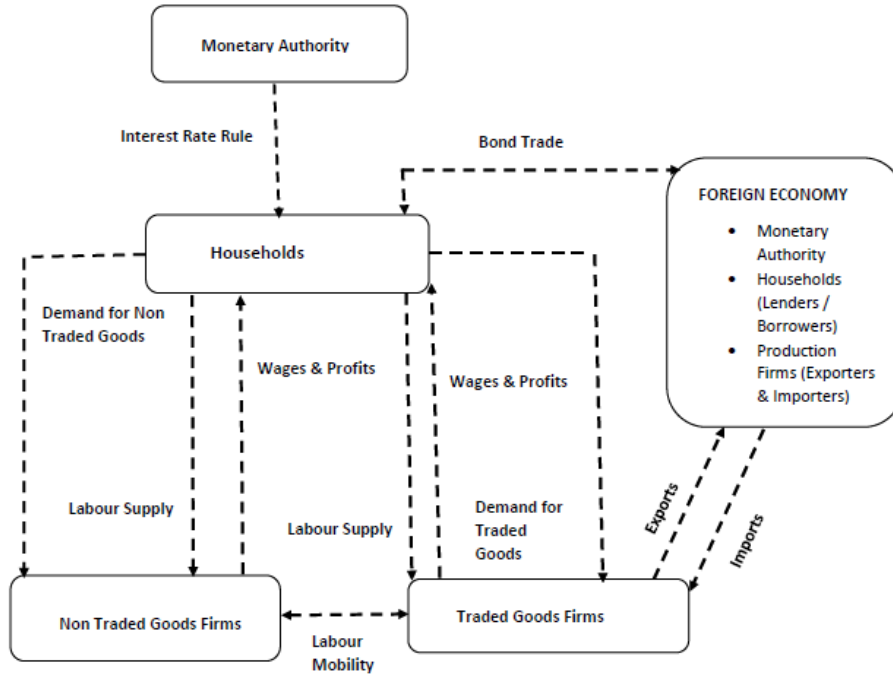 Monetary Authority
Interest Rate Rule
Bond Trade
FOREIGN ECONOMY
• Monetary
Authority
• Households
(Lenders /
Borrowers)
• Production
Firms (Exporters
& Importers)
Households
Demand for Non
Traded Goods
Wages & Profits
Wages & Profits
Labour Supply
Labour Supply
Demand for
Traded
Goods
Exports
Imports
Non Traded Goods Firms
Labour
Mobility
Traded Goods Firms